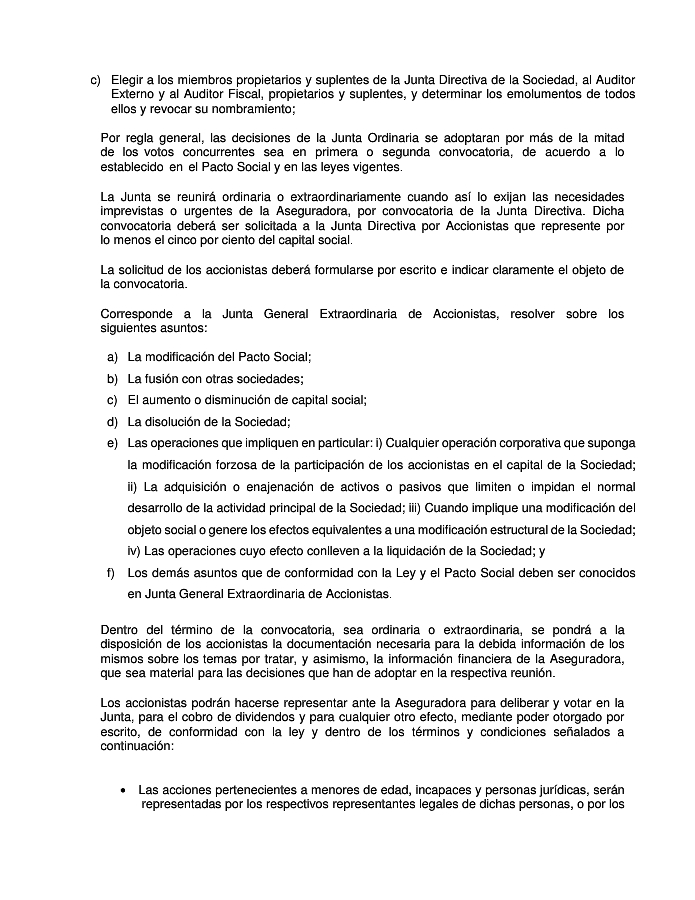 c) Elegir a los miembros propietarios y suplentes de la Junta Directiva de la Sociedad, al Auditor
Externo y al Auditor Fiscal, propietarios y suplentes, y determinar los emolumentos de todos
ellos y revocar su nombramiento;
Por regla general, las decisiones de la Junta Ordinaria se adoptaran por más de la mitad
de los votos concurrentes sea en primera o segunda convocatoria, de acuerdo a lo
establecido en el Pacto Social y en las leyes vigentes.
La Junta se reunirá ordinaria o extraordinariamente cuando así lo exijan las necesidades
imprevistas o urgentes de la Aseguradora, por convocatoria de la Junta Directiva. Dicha
convocatoria deberá ser solicitada a la Junta Directiva por Accionistas que represente por
lo menos el cinco por ciento del capital social.
La solicitud de los accionistas deberá formularse por escrito e indicar claramente el objeto de
la convocatoria.
Corresponde a la Junta General Extraordinaria de Accionistas, resolver sobre los
siguientes asuntos:
a) La modificación del Pacto Social;
b) La fusión con otras sociedades;
c) El aumento o disminución de capital social;
d) La disolución de la Sociedad;
e) Las operaciones que impliquen en particular: i) Cualquier operación corporativa que suponga
la modificación forzosa de la participación de los accionistas en el capital de la Sociedad;
ii) La adquisición o enajenación de activos o pasivos que limiten o impidan el normal
desarrollo de la actividad principal de la Sociedad; iii) Cuando implique una modificación del
objeto social o genere los efectos equivalentes a una modificación estructural de la Sociedad;
iv) Las operaciones cuyo efecto conlleven a la liquidación de la Sociedad; y
f) Los demás asuntos que de conformidad con la Ley y el Pacto Social deben ser conocidos
en Junta General Extraordinaria de Accionistas.
Dentro del término de la convocatoria, sea ordinaria o extraordinaria, se pondrá a la
disposición de los accionistas la documentación necesaria para la debida información de los
mismos sobre los temas por tratar, y asimismo, la información financiera de la Aseguradora,
que sea material para las decisiones que han de adoptar en la respectiva reunión.
Los accionistas podrán hacerse representar ante la Aseguradora para deliberar y votar en la
Junta, para el cobro de dividendos y para cualquier otro efecto, mediante poder otorgado por
escrito, de conformidad con la ley y dentro de los términos y condiciones señalados a
continuación:
• Las acciones pertenecientes a menores de edad, incapaces y personas jurídicas, serán
representadas por los respectivos representantes legales de dichas personas, o por los